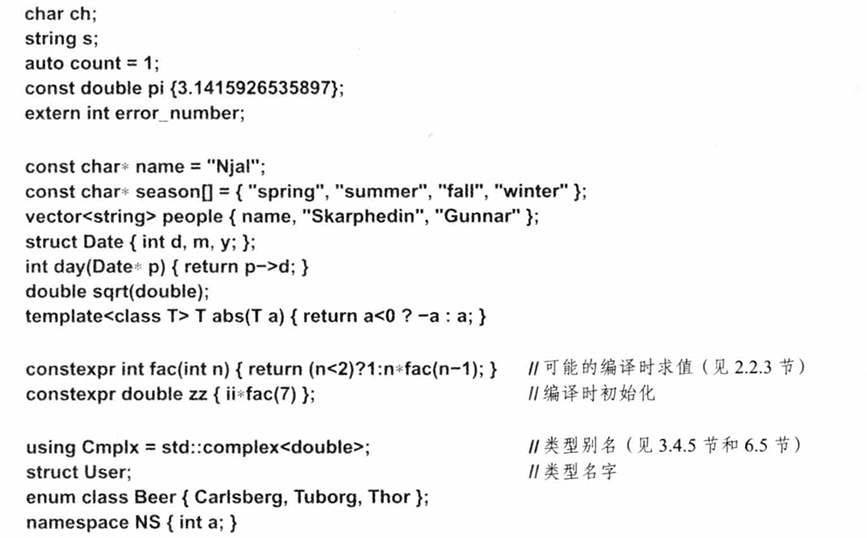 char ch;
string s;
auto count = 1;
const double pi {3.1415926535897};
extern int error_number;
const char* name = "Njal";
const char* season[] = { "spring", "summer", "fall", "winter" };
vector<string> people { name, "Skarphedin", "Gunnar" };
struct Date { int d, m, y; };
int day(Date* p) { return p−>d; }
double sqrt(double);
template<class T> T abs(T a) { return a<0 ? −a : a; }
constexpr int fac(int n) { return (n<2)?1:n*fac(n−1); } //可能的编译时求值（见 2.2.3 节）
constexpr double zz { ii*fac(7) }; //编译时初始化
using Cmplx = std::complex<double>; //类型别名（见 3.4.5 节和 6.5 节）
struct User; //类型名字
enum class Beer { Carlsberg, Tuborg, Thor };
namespace NS { int a; }